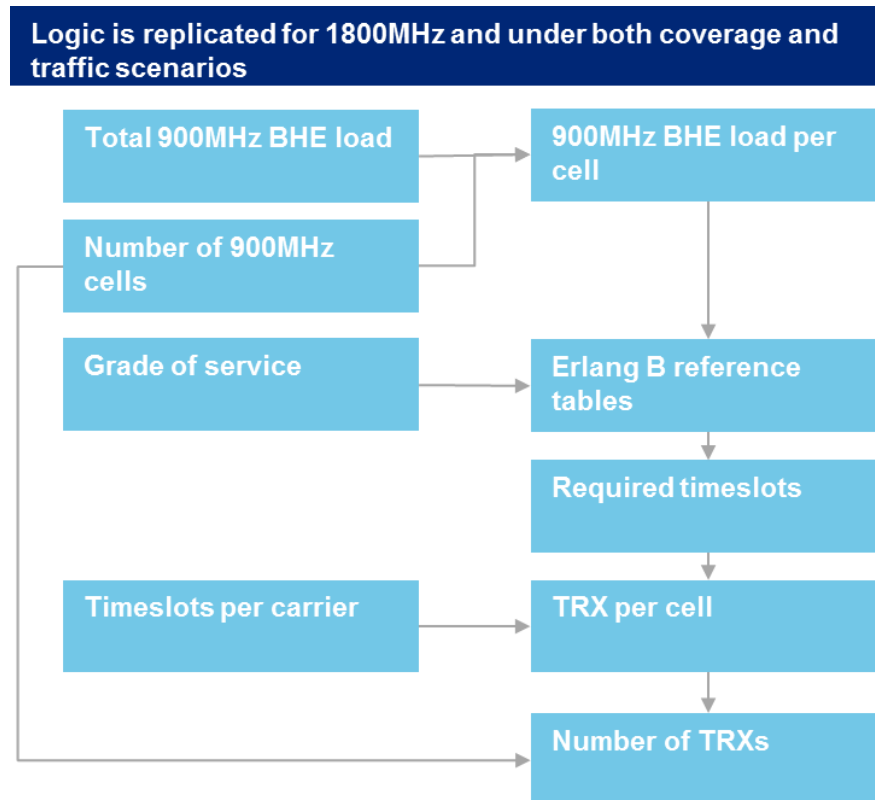 Logic is replicated for 1800MHz and under both coverage and
traffic scenarios
Total 900MHz BHE load
900MHz BHE load per
cell
Number of 900MHz
cells
Grade of service
Erlang B reference
tables
Required timeslots
Timeslots per carrier
TRX per cell
Number of TRXs